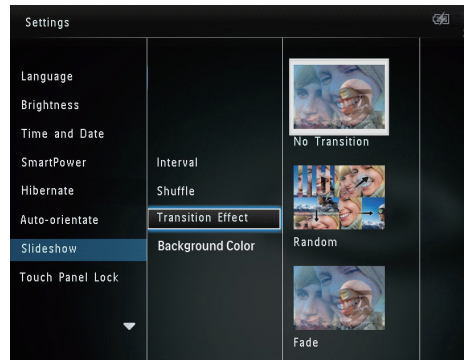 Settings
Language
Brightness
Time and Date
SmartPower
Hibernate
Auto-orientate
Slideshow
Touch Panel Lock
Interval
Shuffle
Transition Effect
Background Color
No Transition
Random
Fade